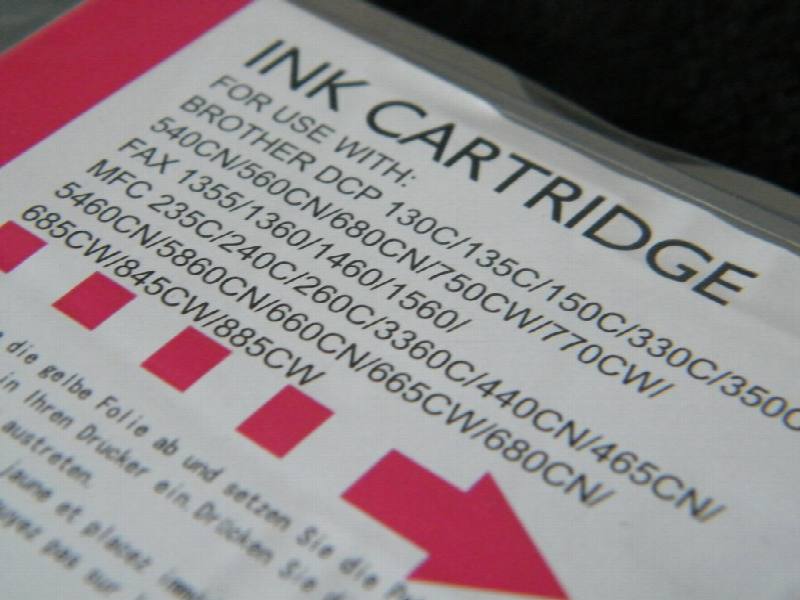 INK CARTRIDGE
FOR USE WITH:
BROTHER DCP 130C/135C/150C/330C/350C
540CN/560CN/680CN/750CW/770CW/
FAX 1355/1360/1460/1560/
MFC 235C/240C/260C/3360C/440CN/465CN/
5460CN/5860CN/660CN/665CW/680CN/
685CW/845CW/885CW
die gelbe Folie ab und setzen Sie die
in Ihren Drucker ein. Drücken Sie
austreten.
jaune et placez
pas sur